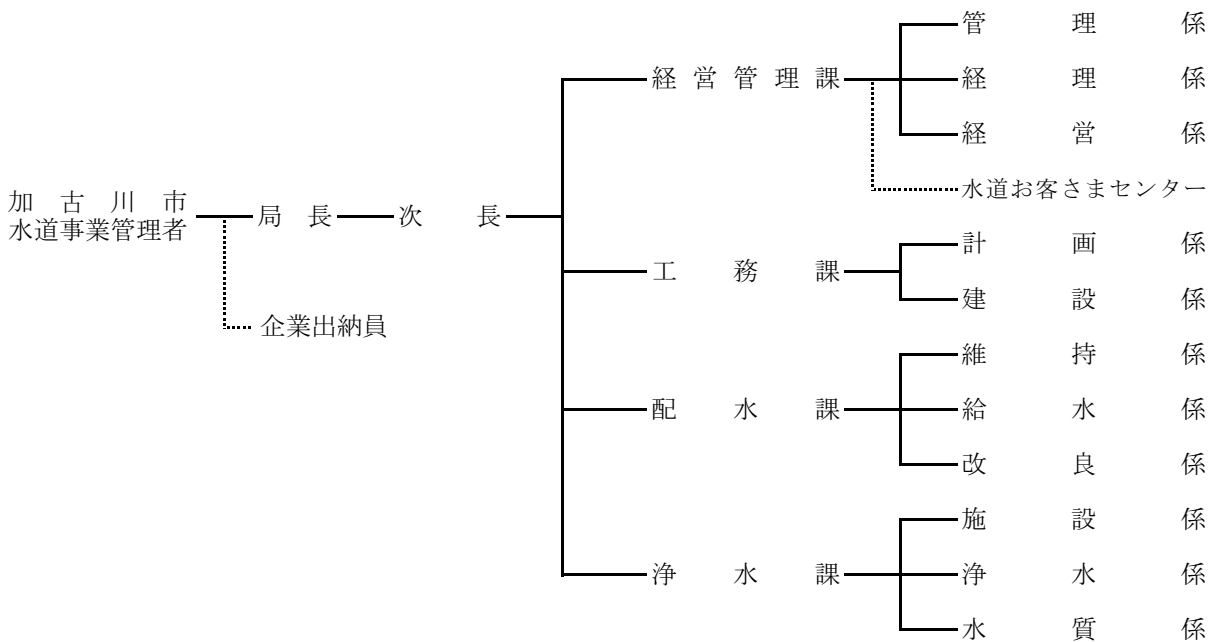 加古川市
水道事業管理者
局長
次長
企業出納員
経営管理課
管理係
経理係
経営係
水道お客さまセンター
工務課
計画係
建設係
配水課
維持係
給水係
改良係
浄水課
施設係
浄水係
水質係